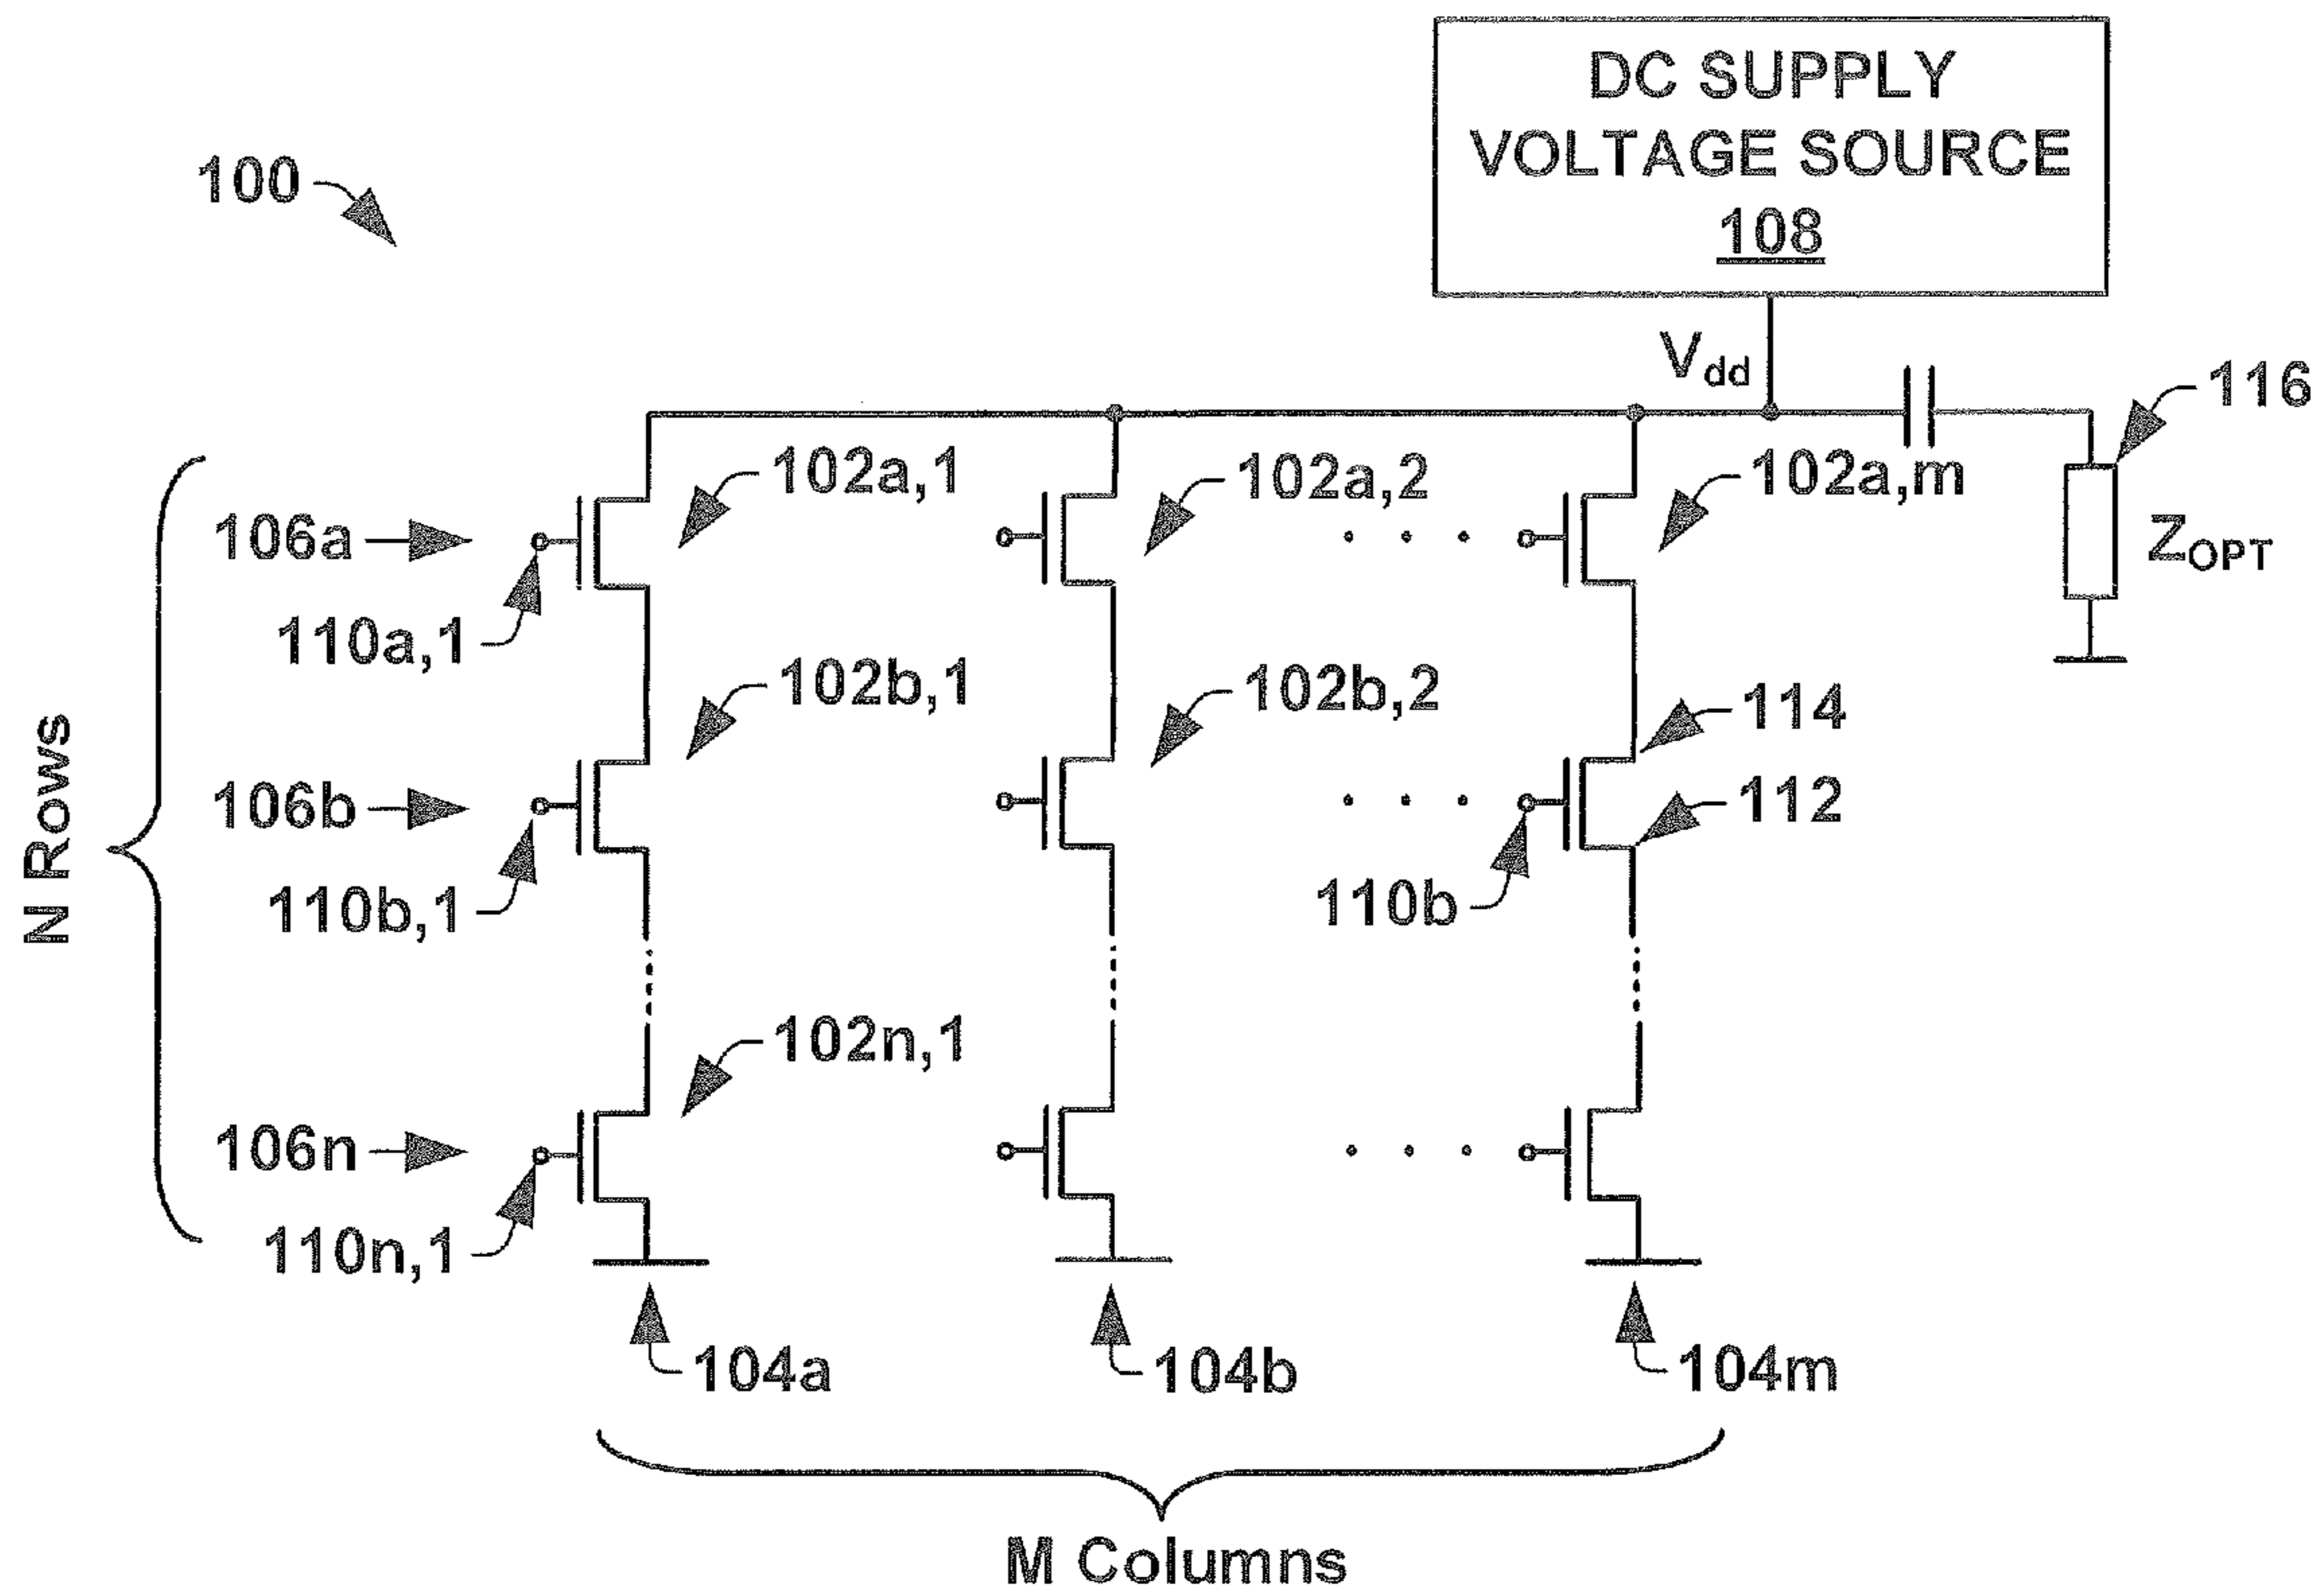 DC SUPPLY
VOLTAGE SOURCE
108
100
Vdd
116
102a,1
102a,2
102a,m
106a
ZOPT
110a,1
102b,1
102b,2
114
106b
112
110b,1
110b
N Rows
102n,1
106n
110n,1
104a
104b
104m
M Columns